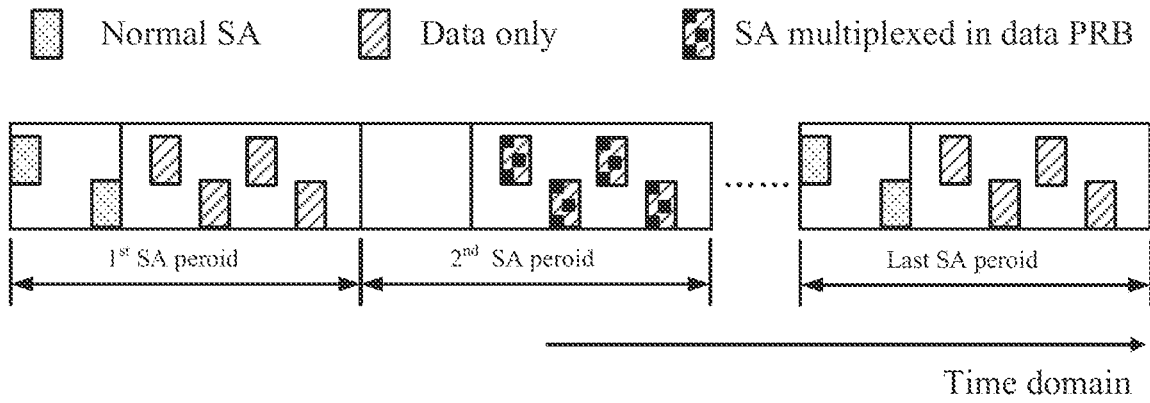 Normal SA
Data only
SA multiplexed in data PRB
1st SA peroid
2nd SA peroid
Last SA peroid
Time domain